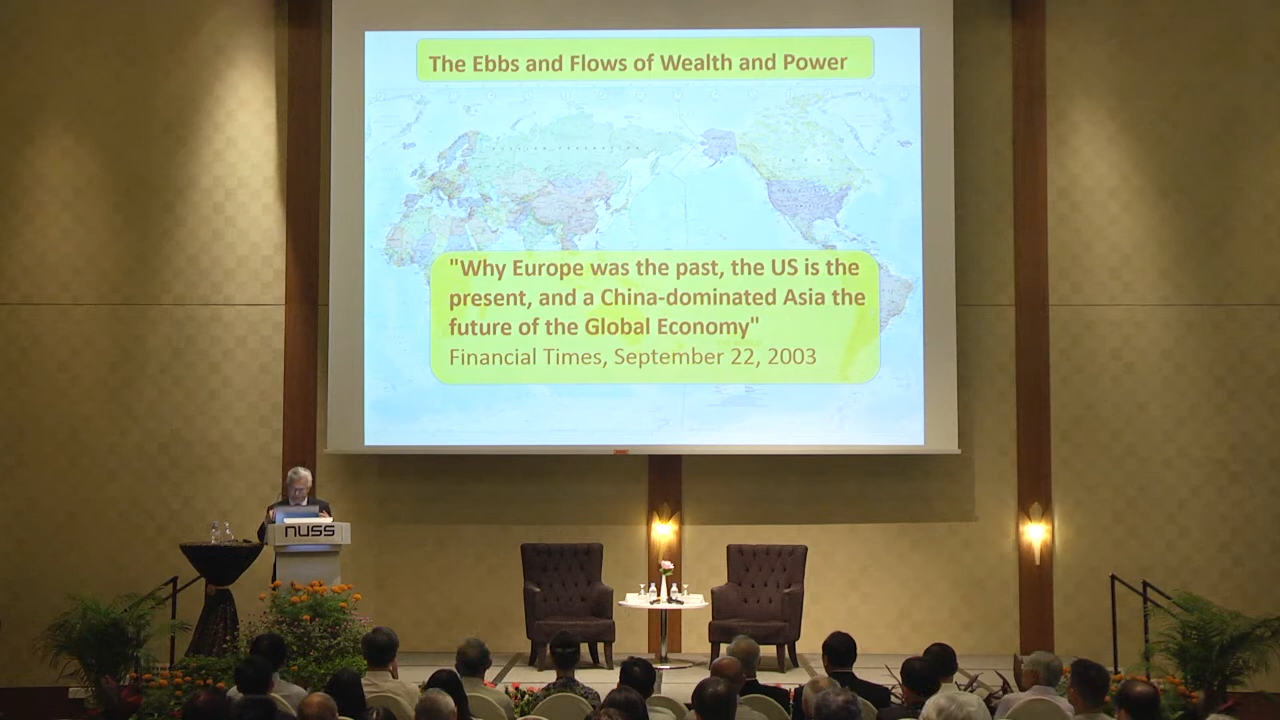 The Ebbs and Flows of Wealth and Power
"Why Europe was the past, the US is the
present, and a China-dominated Asia the
future of the Global Economy"
Financial Times, September 22, 2003
nuss